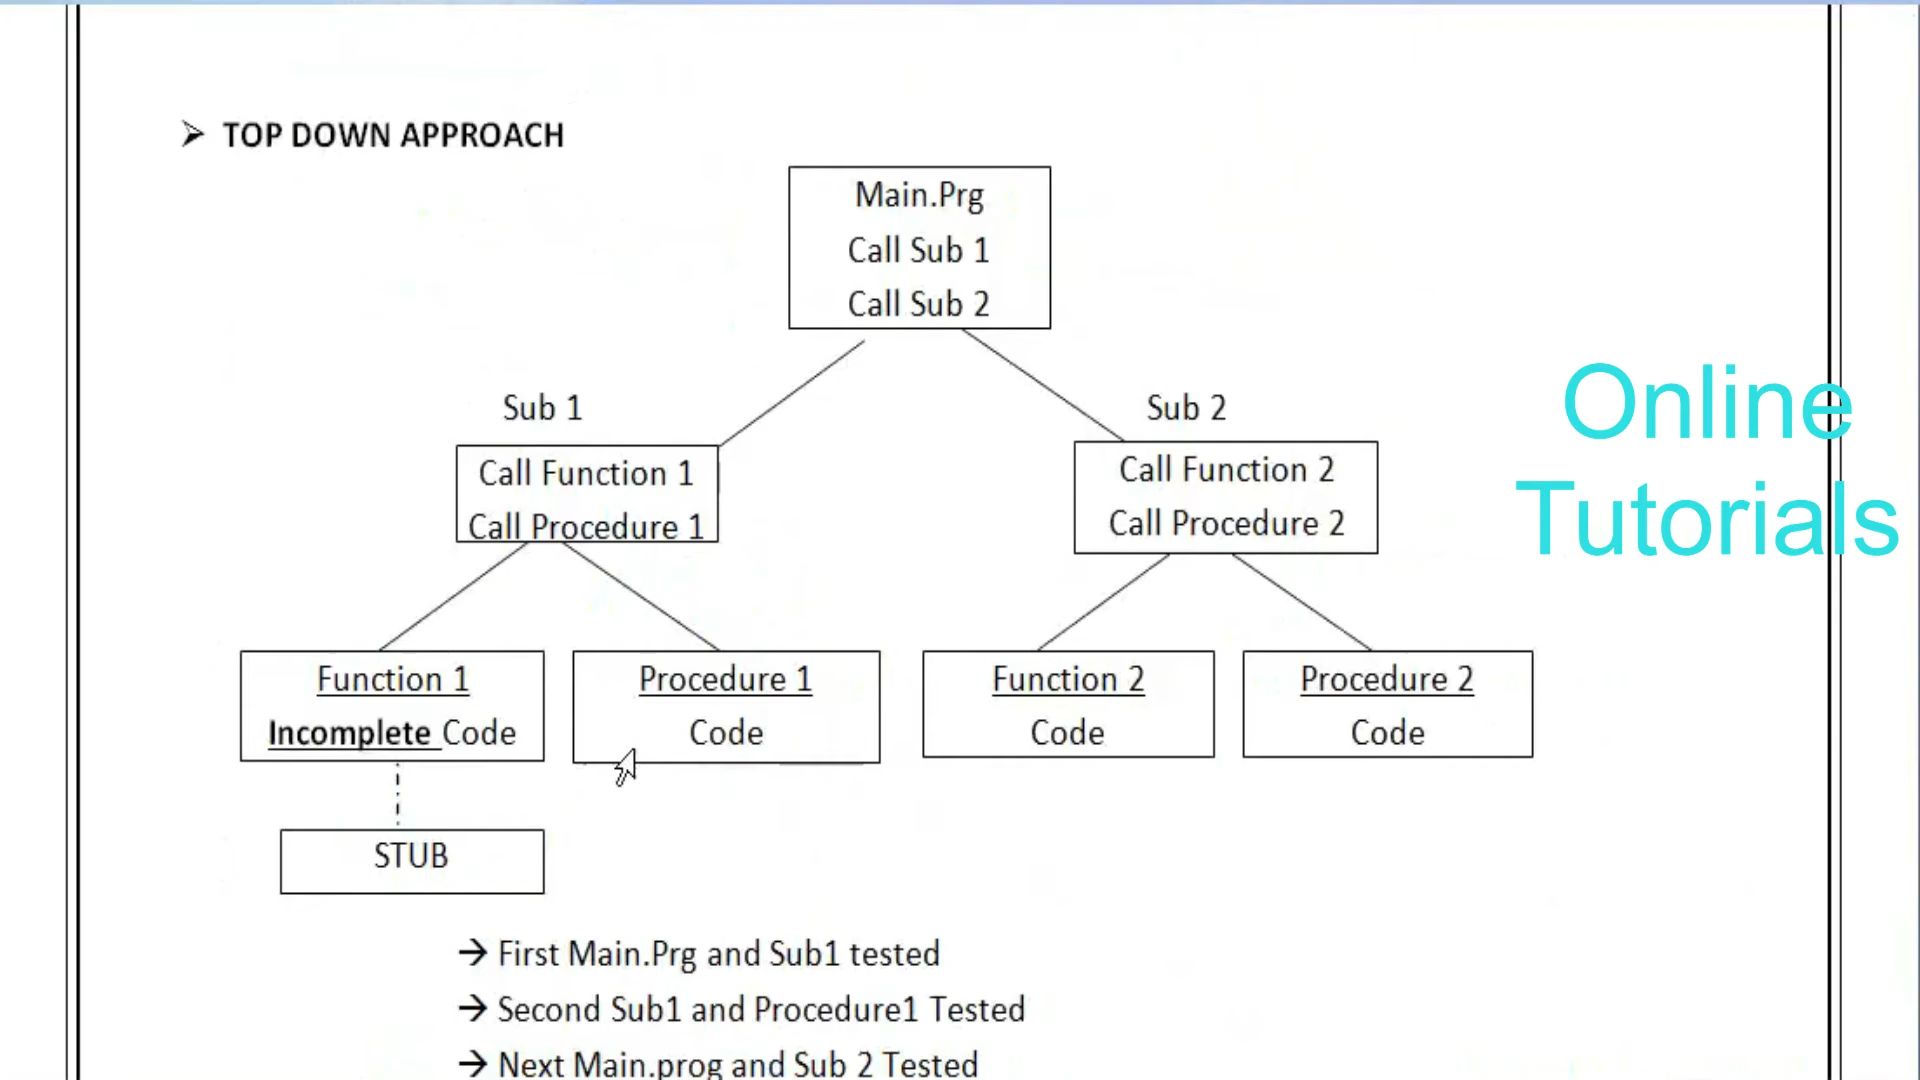 TOP DOWN APPROACH
Main.Prg
Call Sub 1
Call Sub 2
Sub 1
Sub 2
Call Function 1
Call Procedure 1
Call Function 2
Call Procedure 2
Online
Tutorials
Function 1
Incomplete Code
Procedure 1
Code
Function 2
Code
Procedure 2
Code
STUB
→ First Main.Prg and Sub1 tested
→ Second Sub1 and Procedure1 Tested
→ Next Main.prog and Sub 2 Tested